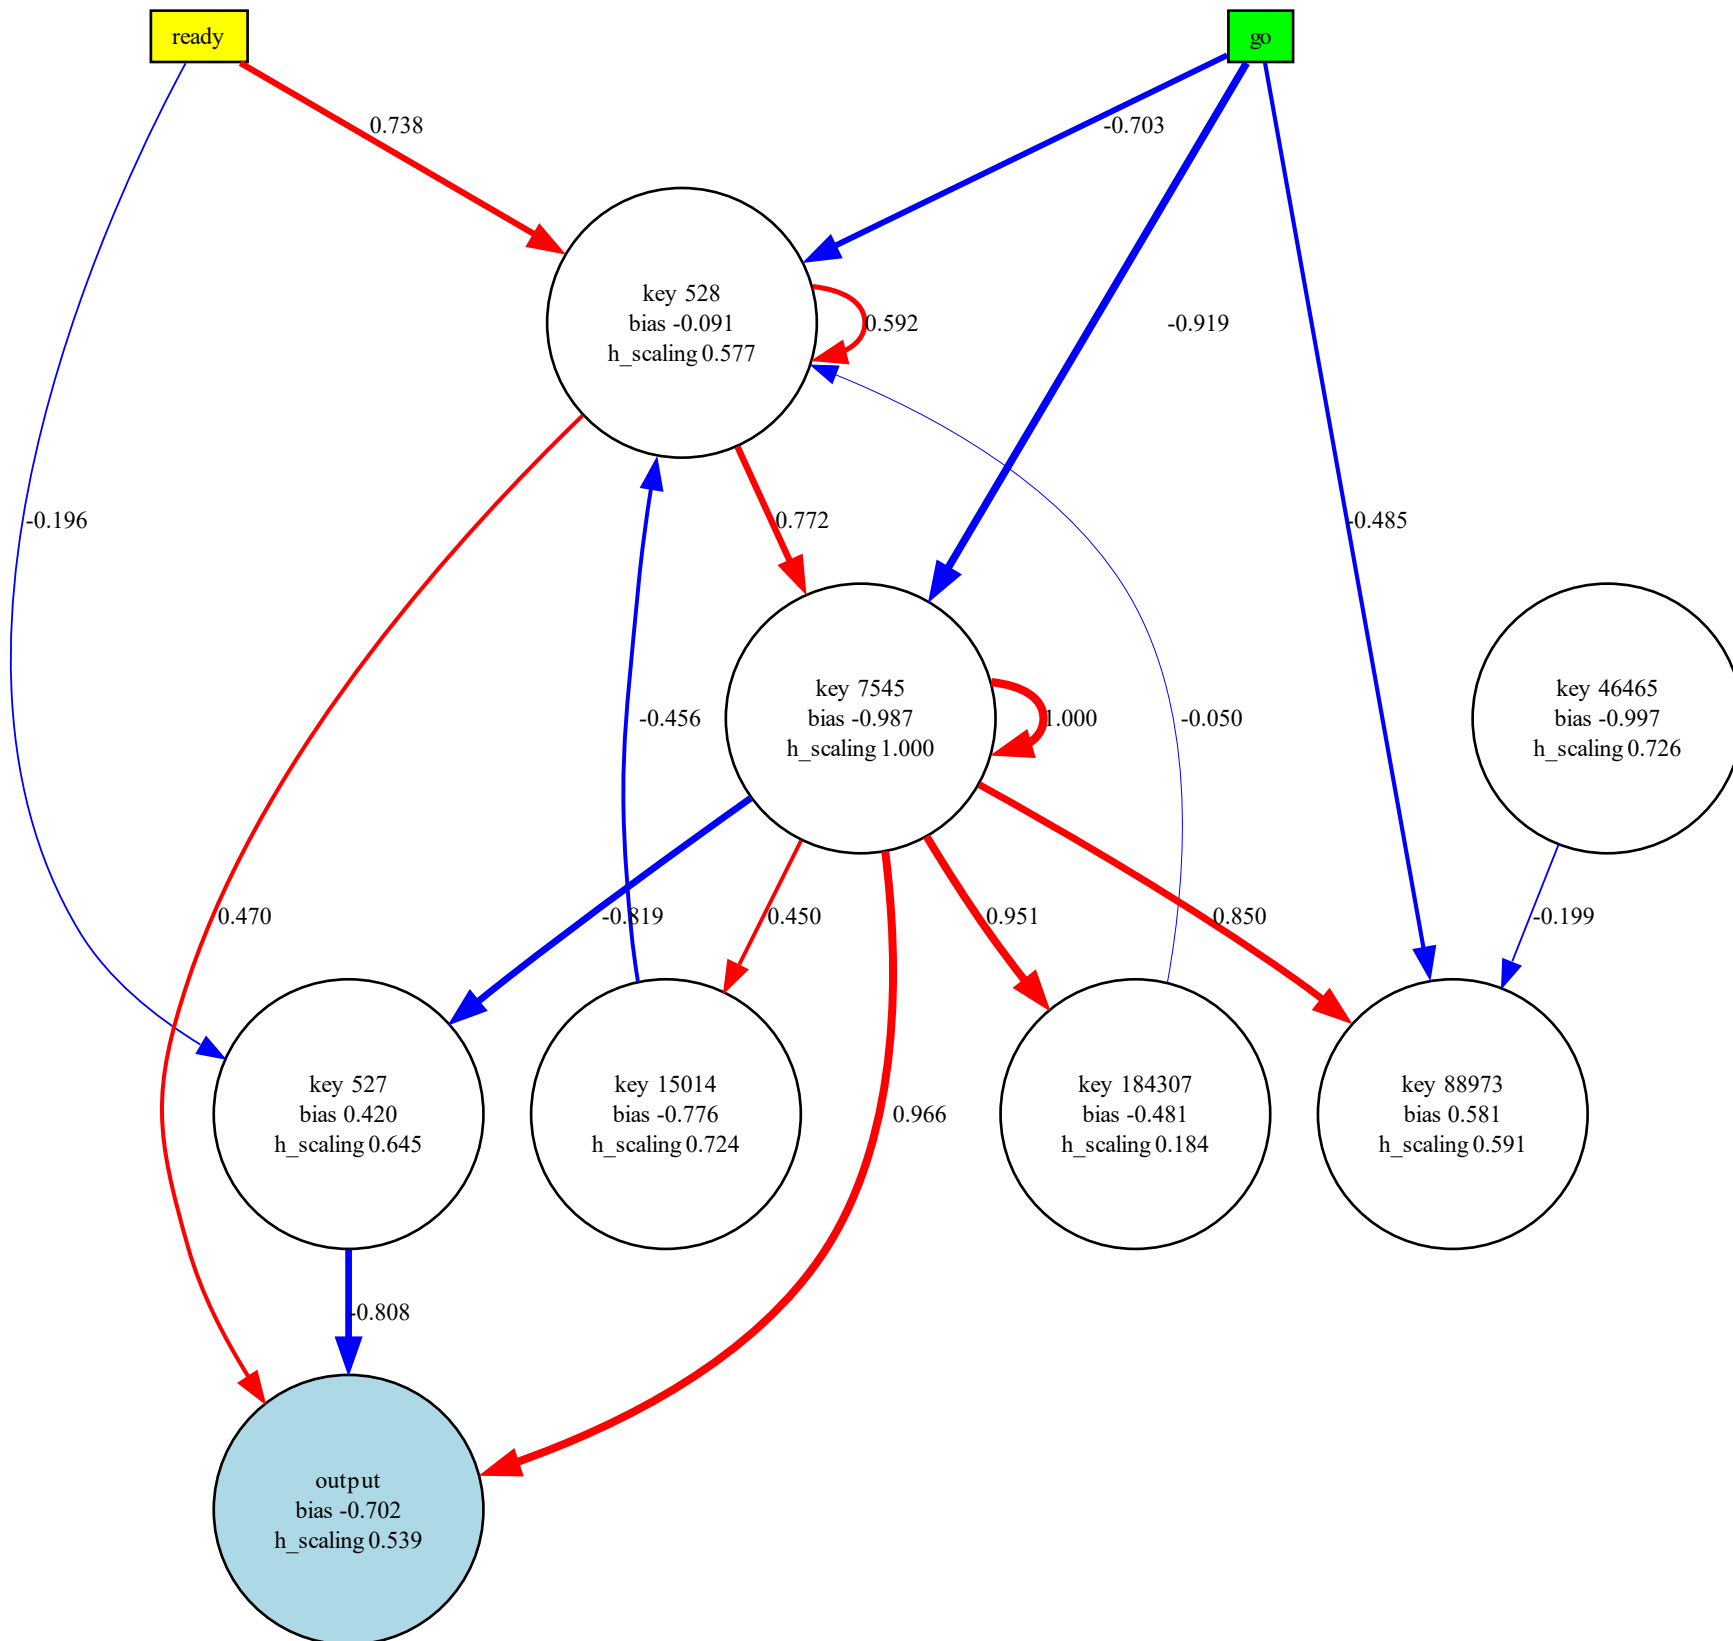 ready
go
0.738
-0.703
key 528
bias -0.091
h_scaling 0.577
0.592
-0.919
-0.196
0.772
-0.485
key 7545
bias -0.987
h_scaling 1.000
1.000
-0.456
-0.050
key 46465
bias -0.997
h_scaling 0.726
0.470
-0.819
0.450
0.951
0.850
-0.199
key 527
bias 0.420
h_scaling 0.645
key 15014
bias -0.776
h_scaling 0.724
0.966
key 184307
bias -0.481
h_scaling 0.184
key 88973
bias 0.581
h_scaling 0.591
-0.808
output
bias -0.702
h_scaling 0.539